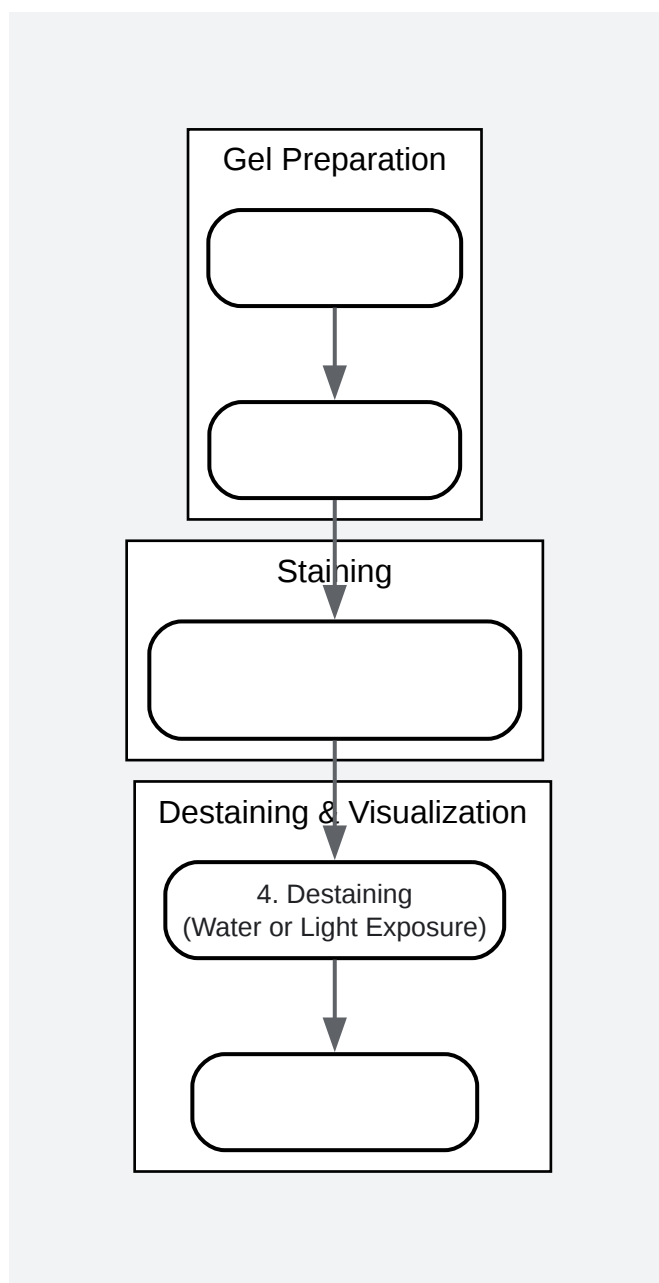 Gel Preparation
Staining
Destaining & Visualization
4. Destaining
(Water or Light Exposure)